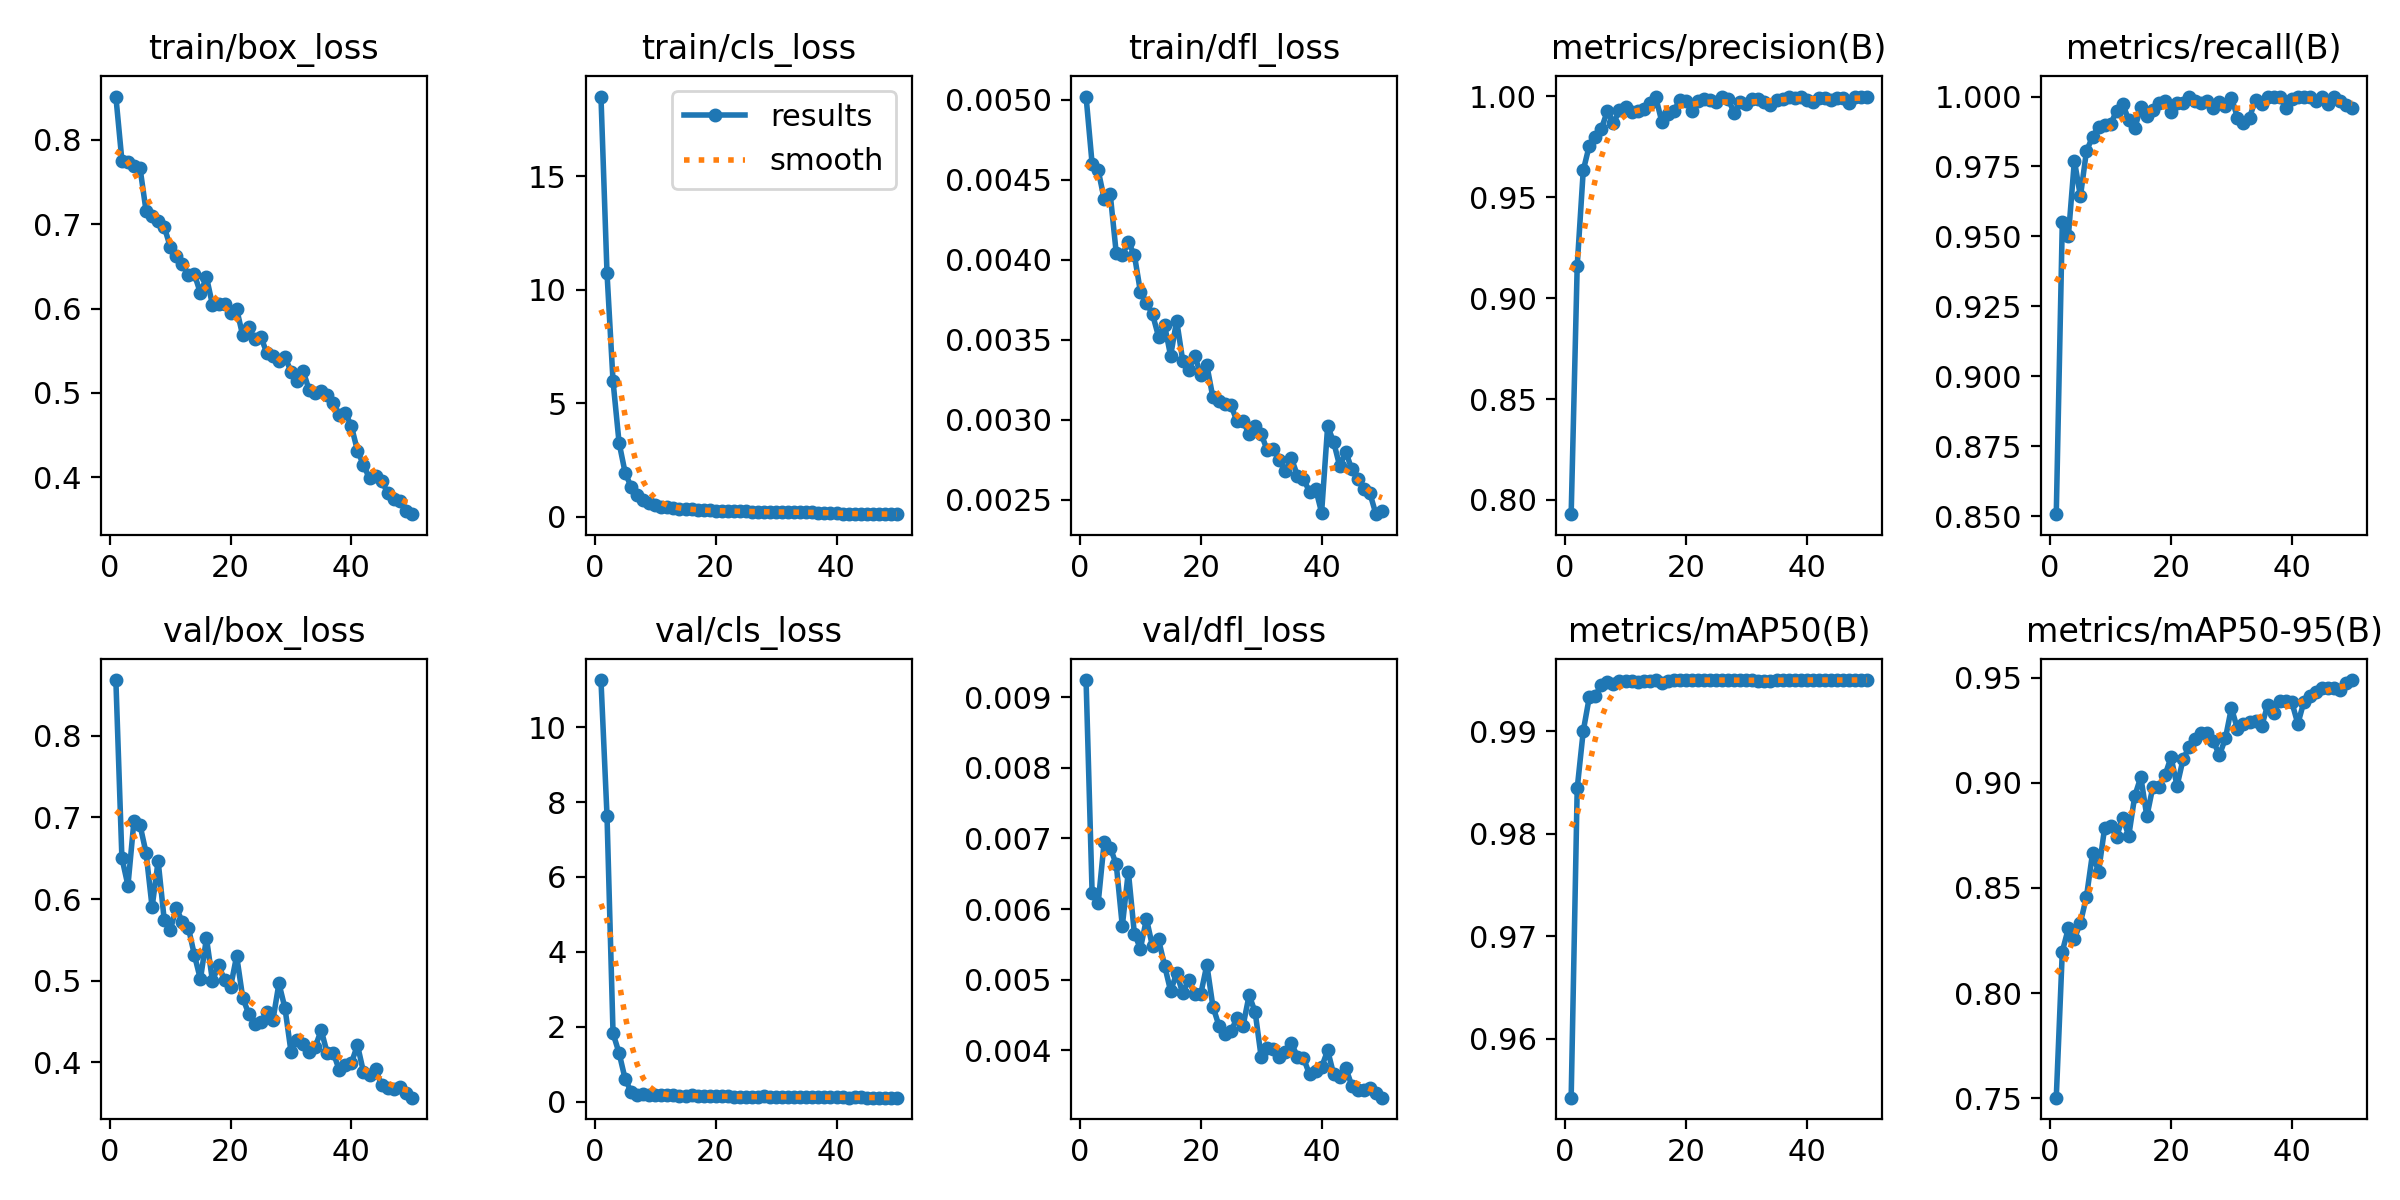 train/box_loss
0.8
0.7
0.6
0.5
0.4
0 20 40
train/cls_loss
results
smooth
15
10
5
0
0 20 40
train/dfl_loss
0.0050
0.0045
0.0040
0.0035
0.0030
0.0025
0 20 40
metrics/precision(B)
1.00
0.95
0.90
0.85
0.80
0 20 40
metrics/recall(B)
1.000
0.975
0.950
0.925
0.900
0.875
0.850
0 20 40
val/box_loss
0.8
0.7
0.6
0.5
0.4
0 20 40
val/cls_loss
10
8
6
4
2
0
0 20 40
val/dfl_loss
0.009
0.008
0.007
0.006
0.005
0.004
0 20 40
metrics/mAP50(B)
0.99
0.98
0.97
0.96
0 20 40
metrics/mAP50-95(B)
0.95
0.90
0.85
0.80
0.75
0 20 40